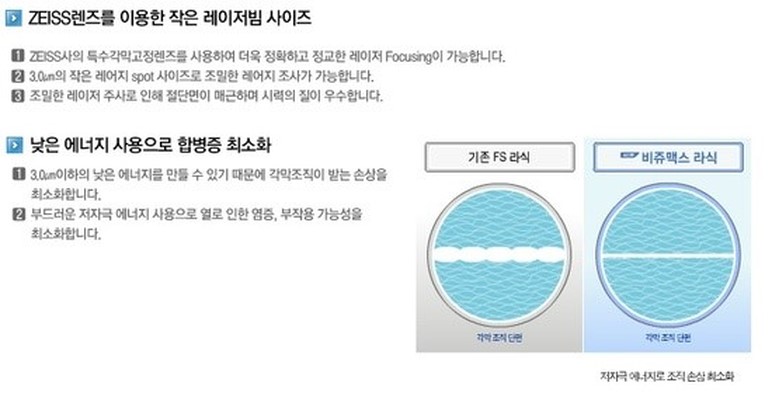 ZEISS렌즈를 이용한 작은 레이저빔 사이즈
1 ZEISS사의 특수각막고정렌즈를 사용하여 더욱 정확하고 정교한 레이저 Focusing이 가능합니다.
2 3.0㎛의 작은 레어지 spot 사이즈로 조밀한 레어지 조사가 가능합니다.
3 조밀한 레이저 주사로 인해 절단면이 매근하며 시력의 질이 우수합니다.
낮은 에너지 사용으로 합병증 최소화
1 3.0㎛이하의 낮은 에너지를 만들 수 있기 때문에 각막조직이 받는 손상을
최소화합니다.
2 부드러운 저자극 에너지 사용으로 열로 인한 염증, 부작용 가능성을
최소화합니다.
기존 FS 라식
비쥬맥스 라식
각막 조직 단편
각막 조직 단편
저자극 에너지로 조직 손상 최소화